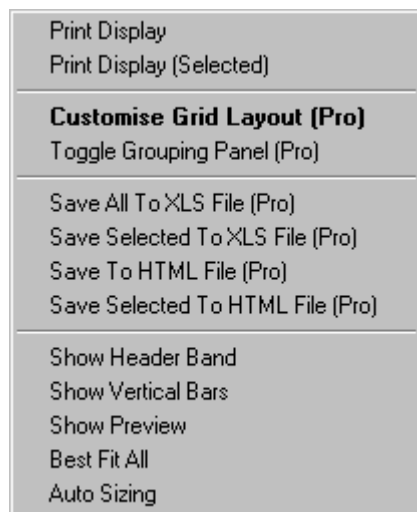 Print Display
Print Display (Selected)
Customise Grid Layout (Pro)
Toggle Grouping Panel (Pro)
Save All To XLS File (Pro)
Save Selected To XLS File (Pro)
Save To HTML File (Pro)
Save Selected To HTML File (Pro)
Show Header Band
Show Vertical Bars
Show Preview
Best Fit All
Auto Sizing